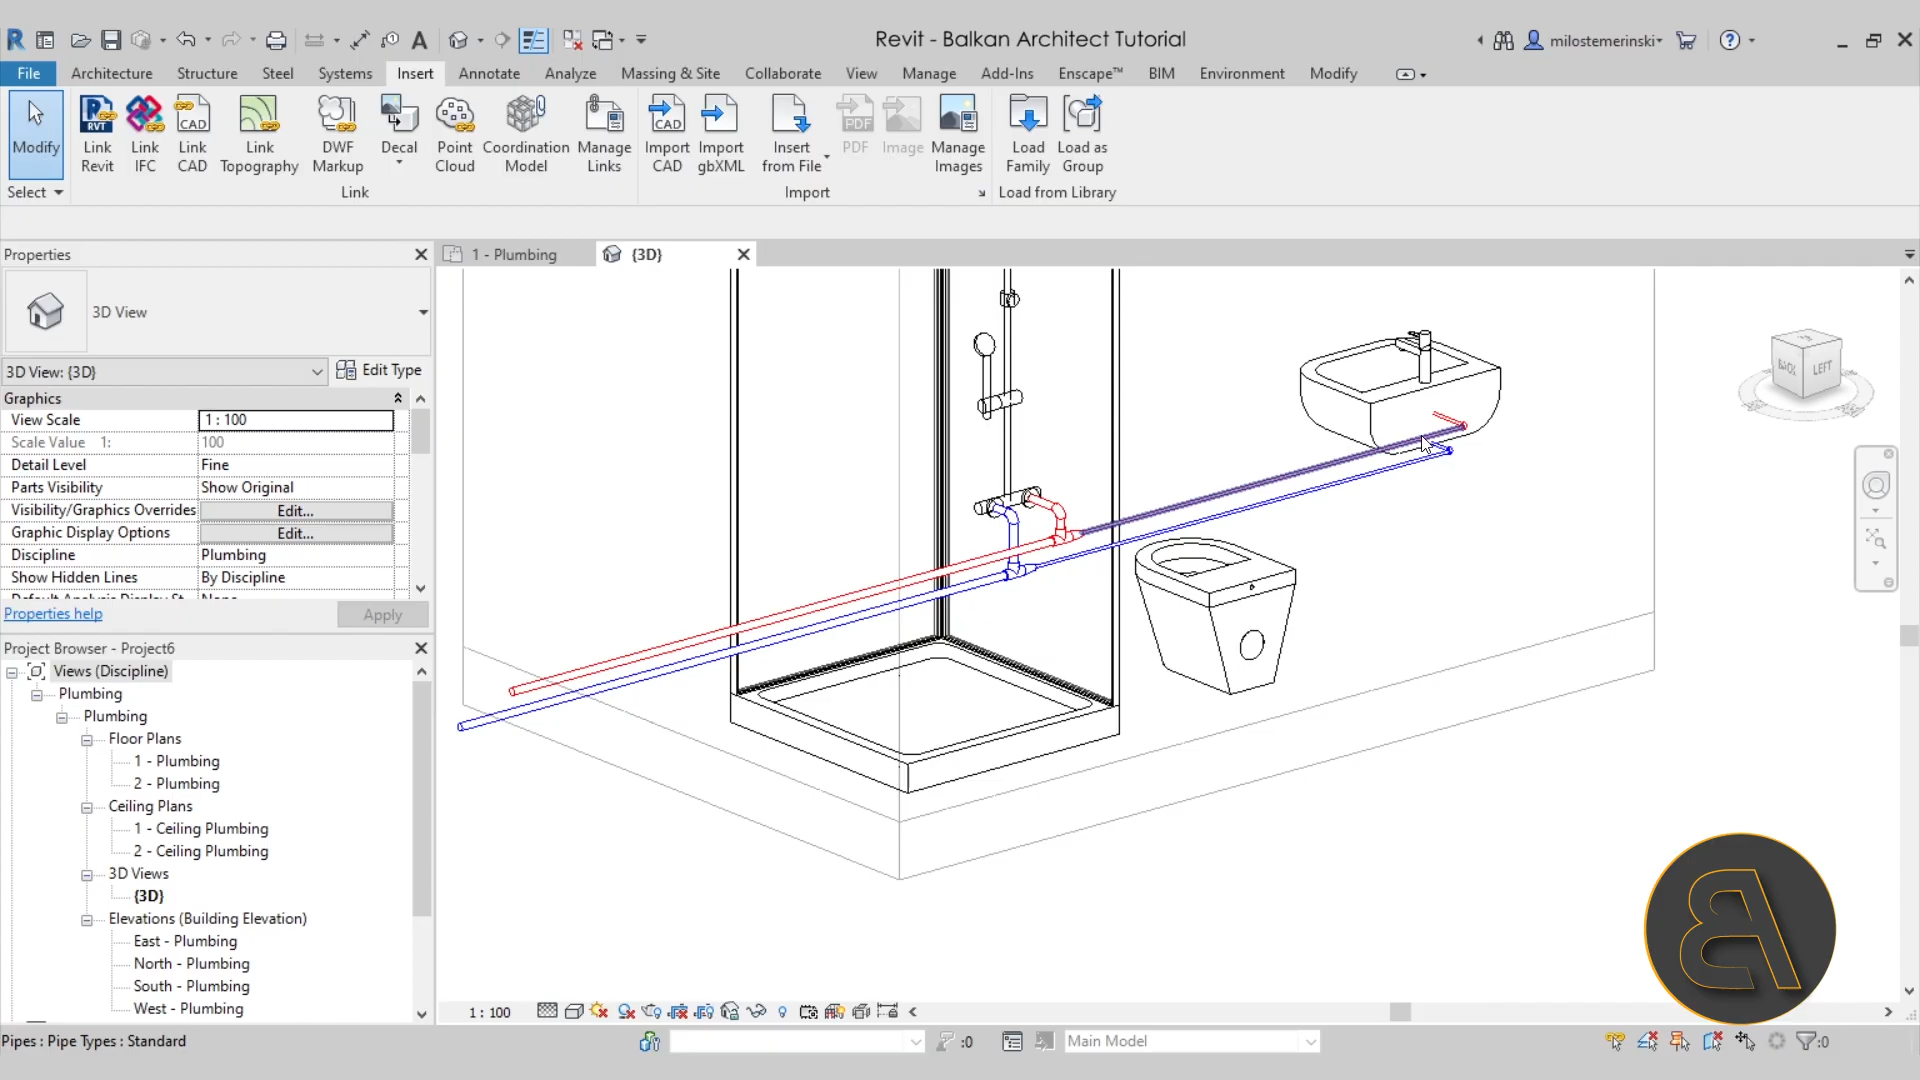 Revit - Balkan Architect Tutorial
milostemerinski
File Architecture Structure Steel Systems Insert Annotate Analyze Massing & Site Collaborate View Manage Add-Ins Enscape™ BIM Environment Modify
Modify
Link Revit
Link IFC
Link CAD
Link Topography
DWF Markup
Decal
Point Cloud
Coordination Model
Manage Links
Import CAD
Import gbXML
Insert from File
PDF
Image
Manage Images
Load Family
Load as Group
Select
Link
Import
Load from Library
Properties
1 - Plumbing
{3D}
3D View
3D View: {3D}
Edit Type
Graphics
View Scale 1 : 100
Scale Value 1: 100
Detail Level Fine
Parts Visibility Show Original
Visibility/Graphics Overrides Edit...
Graphic Display Options Edit...
Discipline Plumbing
Show Hidden Lines By Discipline
Properties help
Apply
Project Browser - Project6
Views (Discipline)
Plumbing
Plumbing
Floor Plans
1 - Plumbing
2 - Plumbing
Ceiling Plans
1 - Ceiling Plumbing
2 - Ceiling Plumbing
3D Views
{3D}
Elevations (Building Elevation)
East - Plumbing
North - Plumbing
South - Plumbing
West - Plumbing
BACK
LEFT
1 : 100
Pipes : Pipe Types : Standard
:0
Main Model
:0